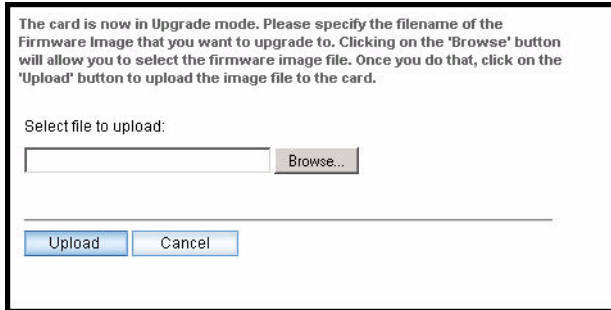 The card is now in Upgrade mode. Please specify the filename of the
Firmware Image that you want to upgrade to. Clicking on the 'Browse' button
will allow you to select the firmware image file. Once you do that, click on the
'Upload' button to upload the image file to the card.
Select file to upload:
Browse...
Upload Cancel